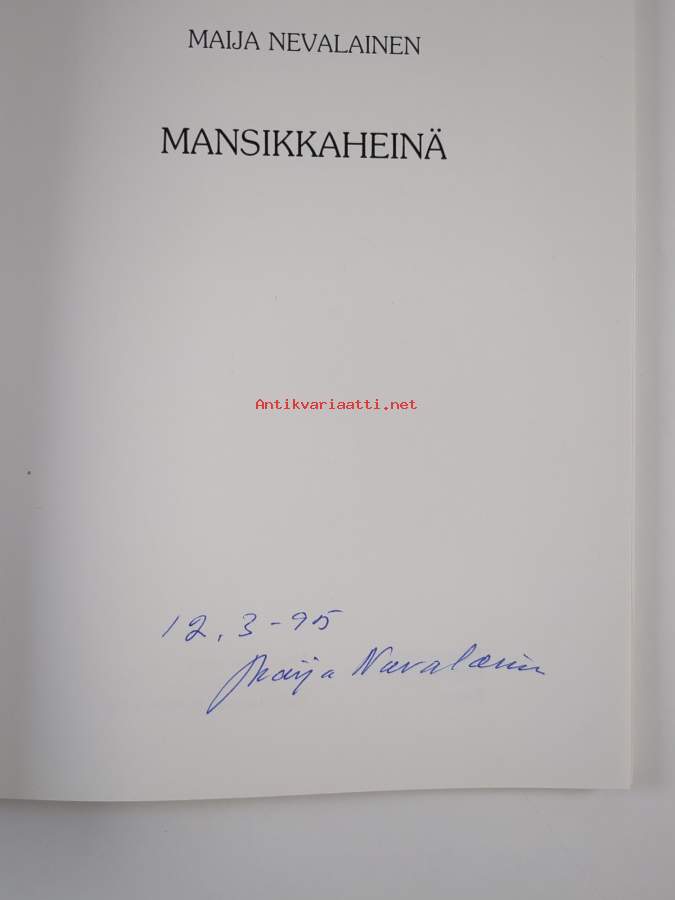 MAIJA NEVALAINEN
MANSIKKAHEINÄ
Antikvariaatti.net
12.3-95
Maija Nevalainen